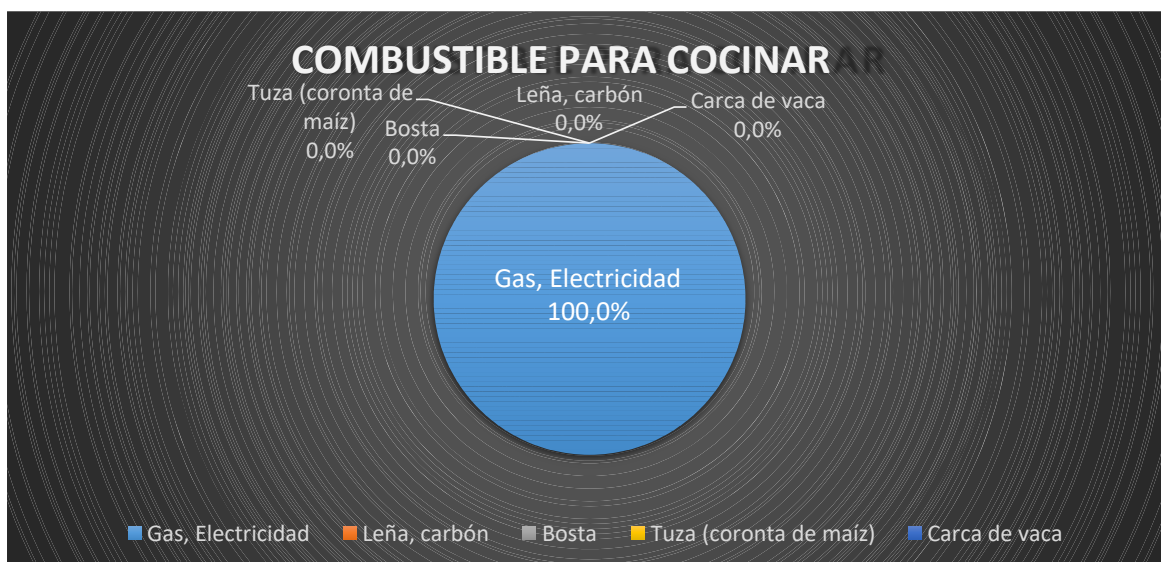 COMBUSTIBLE PARA COCINAR
Tuza (coronta de
maíz)
0,0%
Bosta
0,0%
Leña, carbón
0,0%
Carca de vaca
0,0%
Gas, Electricidad
100,0%
Gas, Electricidad
Leña, carbón
Bosta
Tuza (coronta de maíz)
Carca de vaca